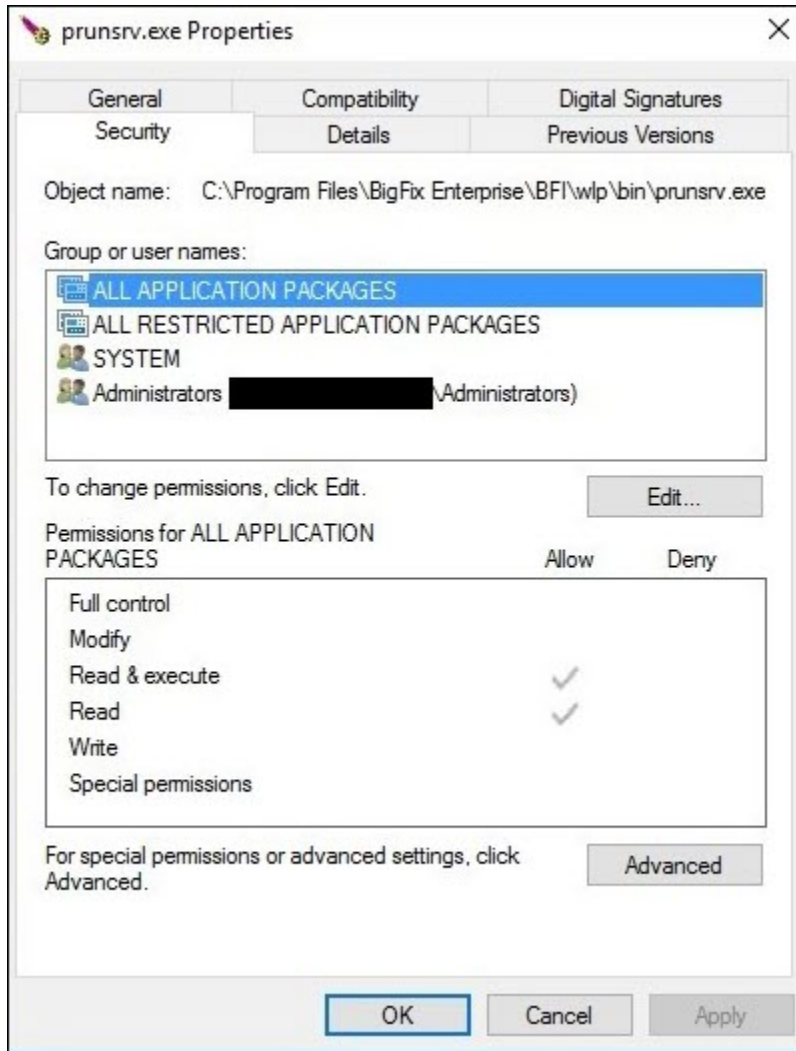 prunsrv.exe Properties
General Compatibility Digital Signatures
Security Details Previous Versions
Object name: C:\Program Files\BigFix Enterprise\BFI\wlp\bin\prunsrv.exe
Group or user names:
ALL APPLICATION PACKAGES
ALL RESTRICTED APPLICATION PACKAGES
SYSTEM
Administrators \Administrators)
To change permissions, click Edit.
Edit...
Permissions for ALL APPLICATION
PACKAGES Allow Deny
Full control
Modify
Read & execute
Read
Write
Special permissions
For special permissions or advanced settings, click
Advanced.
Advanced
OK Cancel Apply